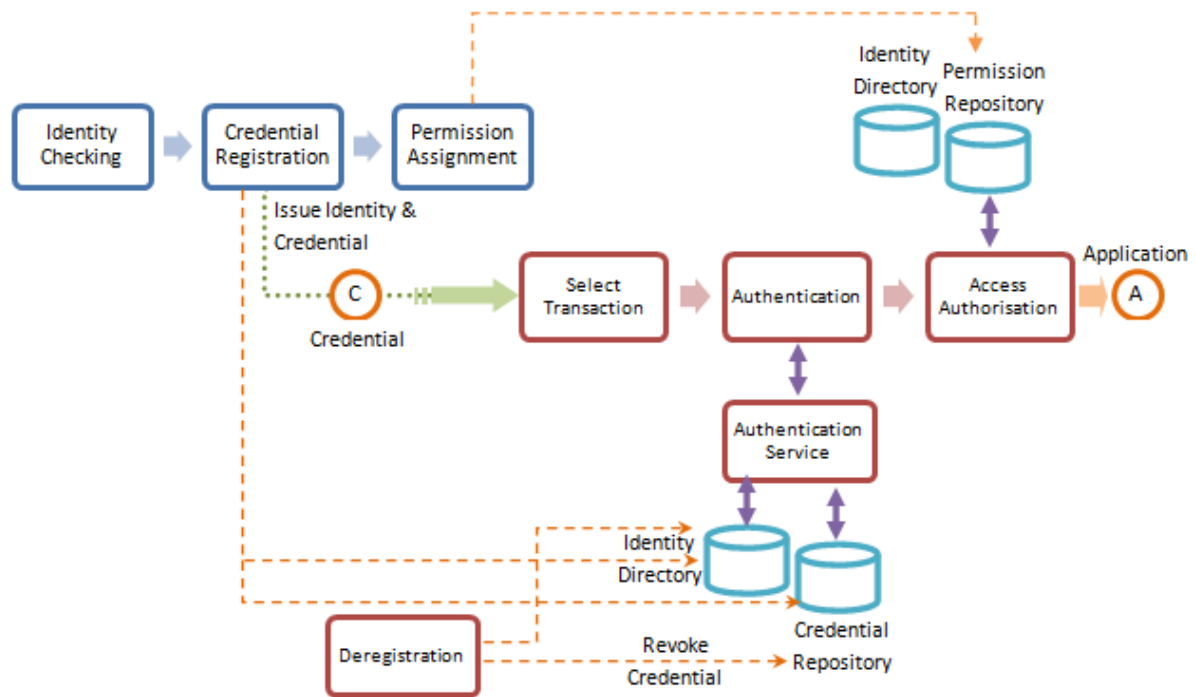 Identity
Directory
Permission
Repository
Identity
Checking
Credential
Registration
Permission
Assignment
Issue Identity &
Credential
C
Credential
Select
Transaction
Authentication
Access
Authorisation
Application
A
Authentication
Service
Identity
Directory
Deregistration
Revoke
Credential
Credential
Repository